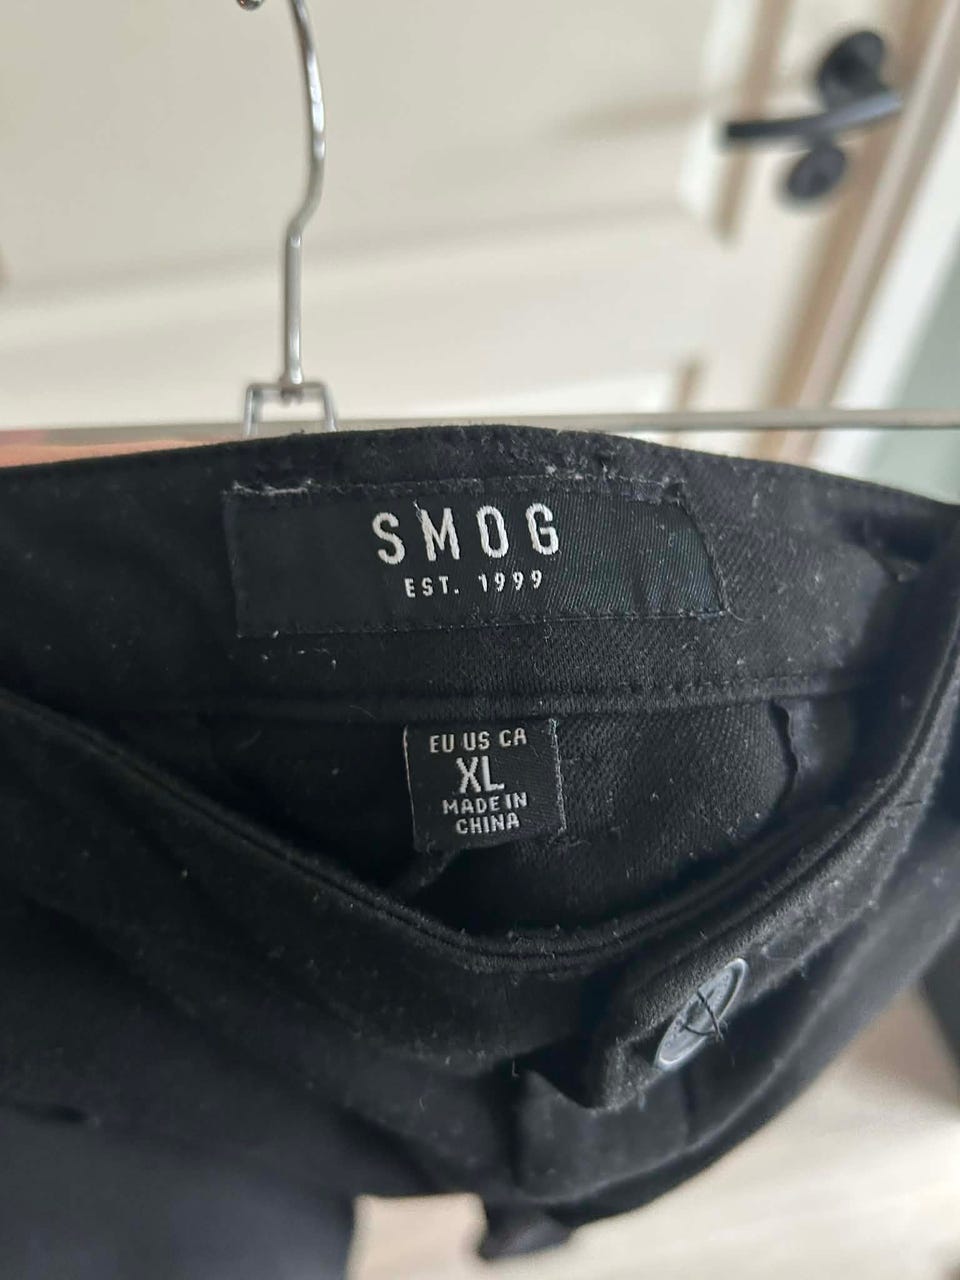 SMOG
EST. 1999
EU US CA
XL
MADE IN
CHINA